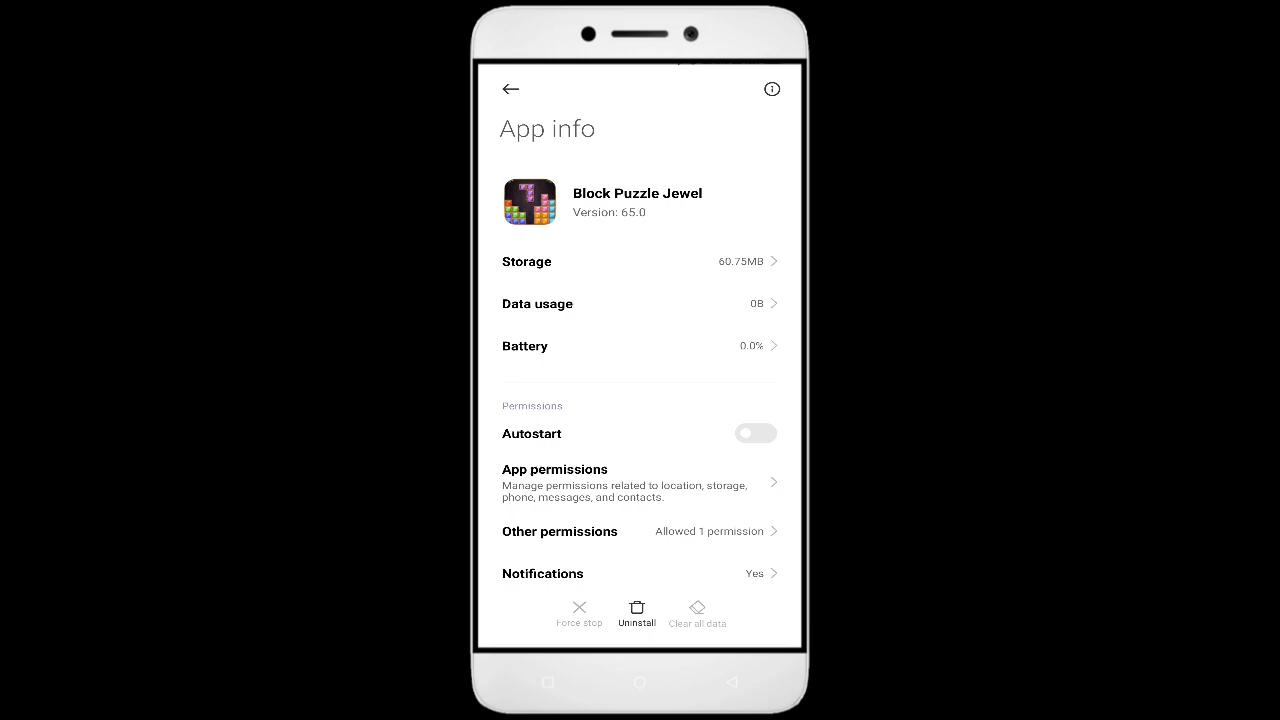 App info
Block Puzzle Jewel
Version: 65.0
Storage 60.75MB
Data usage 0B
Battery 0.0%
Permissions
Autostart
App permissions
Manage permissions related to location, storage,
phone, messages, and contacts.
Other permissions Allowed 1 permission
Notifications Yes
Force stop Uninstall Clear all data